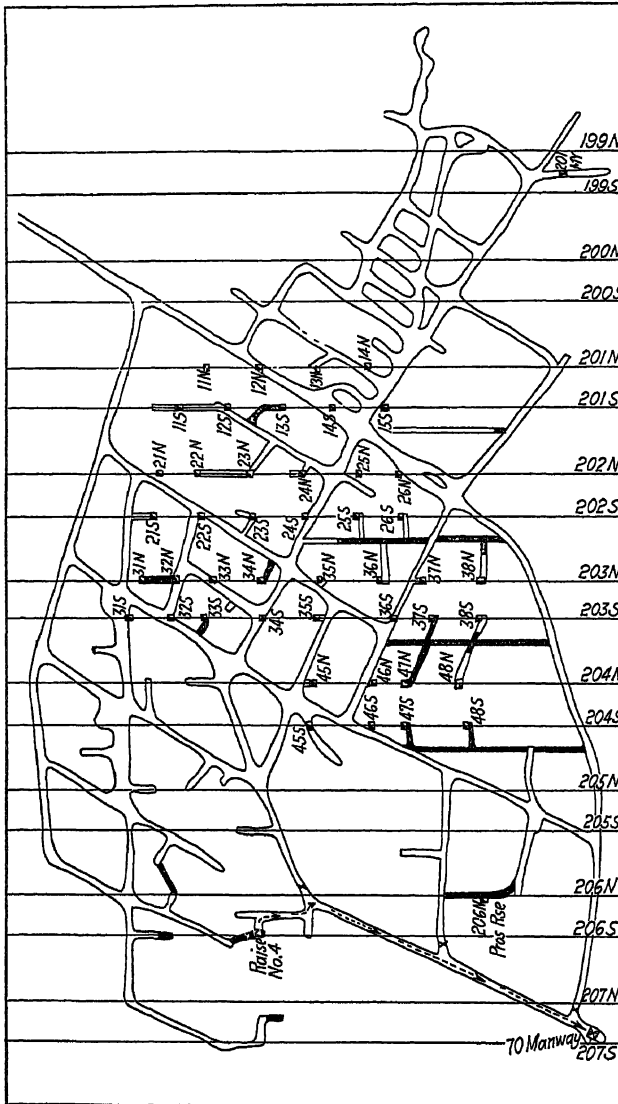 199N
201 MY
199S
200N
200S
14N
201N
11N
12N
13N
201S
11S
12S
13S
14S
15S
21N
22N
23N
24N
25N
26N
202N
202S
21S
22S
23S
24S
25S
26S
31N
32N
33N
34N
35N
36N
37N
38N
203N
203S
31S
32S
33S
34S
35S
36S
37S
38S
45N
46N
47N
48N
204N
204S
45S
46S
47S
48S
205N
205S
206N
206N
Pros Rse
206S
Raise
No.4
207N
70 Manway
207S